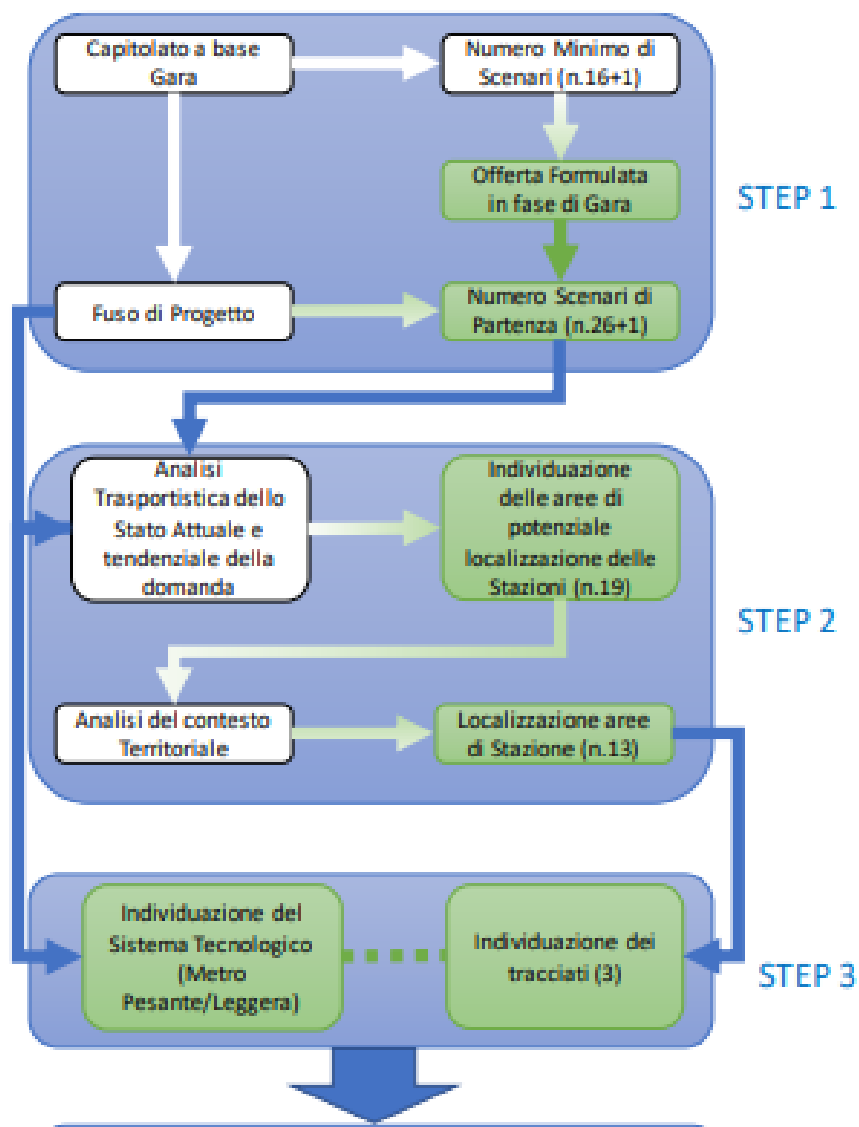 Capitolato a base
Gara
Numero Minimo di
Scenari (n.16+1)
Offerta Formulata
in fase di Gara
STEP 1
Fuso di Progetto
Numero Scenari di
Partenza (n.26+1)
Analisi
Trasportistica dello
Stato Attuale e
tendenziale della
domanda
Individuazione
delle aree di
potenziale
localizzazione delle
Stazioni (n.19)
STEP 2
Analisi del contesto
Territoriale
Localizzazione aree
di Stazione (n.13)
Individuazione del
Sistema Tecnologico
(Metro
Pesante/Leggera)
Individuazione dei
tracciati (3)
STEP 3